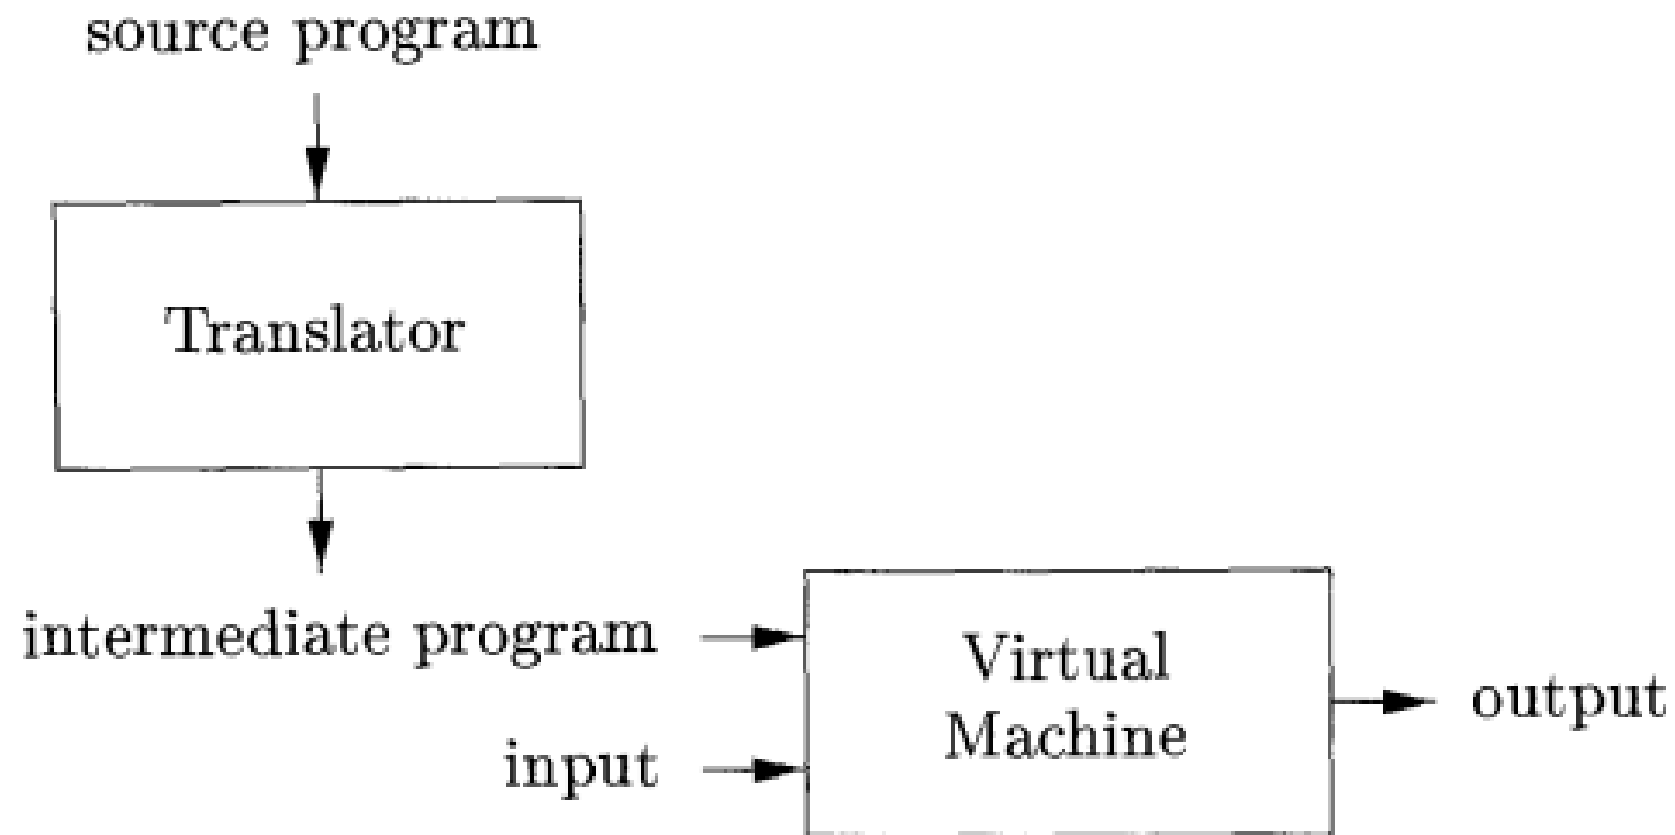 source program
Translator
intermediate program
input
Virtual
Machine
output